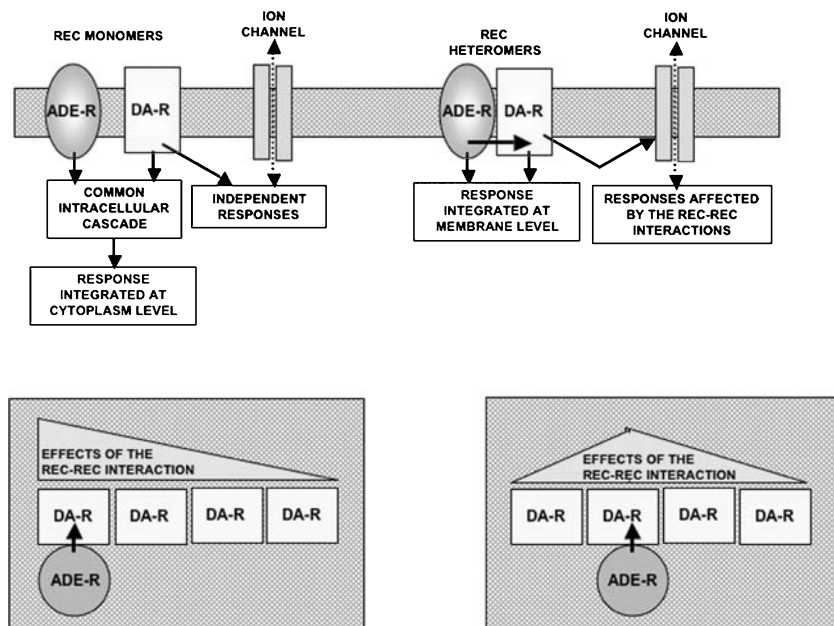 REC MONOMERS
ION
CHANNEL
ADE-R
DA-R
COMMON
INTRACELLULAR
CASCADE
INDEPENDENT
RESPONSES
RESPONSE
INTEGRATED AT
CYTOPLASM LEVEL
REC
HETEROMERS
ION
CHANNEL
ADE-R
DA-R
RESPONSE
INTEGRATED AT
MEMBRANE LEVEL
RESPONSES AFFECTED
BY THE REC-REC
INTERACTIONS
EFFECTS OF THE
REC-REC INTERACTION
DA-R
DA-R
DA-R
DA-R
ADE-R
EFFECTS OF THE
REC-REC INTERACTION
DA-R
DA-R
DA-R
DA-R
ADE-R